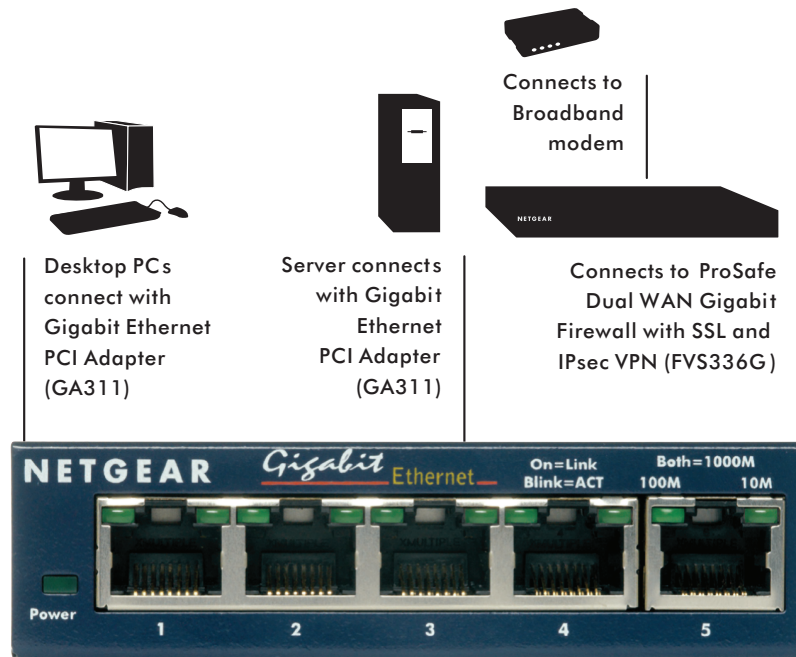 Connects to
Broadband
modem
NETGEAR
Desktop PCs
connect with
Gigabit Ethernet
PCI Adapter
(GA311)
Server connects
with Gigabit
Ethernet
PCI Adapter
(GA311)
Connects to ProSafe
Dual WAN Gigabit
Firewall with SSL and
IPsec VPN (FVS336G)
NETGEAR
Gigabit Ethernet
On=Link
Blink=ACT
Both=1000M
100M 10M
Power
1 2 3 4 5